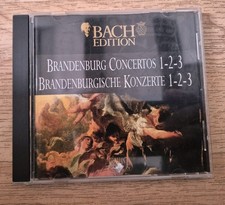 BACH
EDITION
BRANDENBURG CONCERTOS 1-2-3
BRANDENBURGISCHE KONZERTE 1-2-3